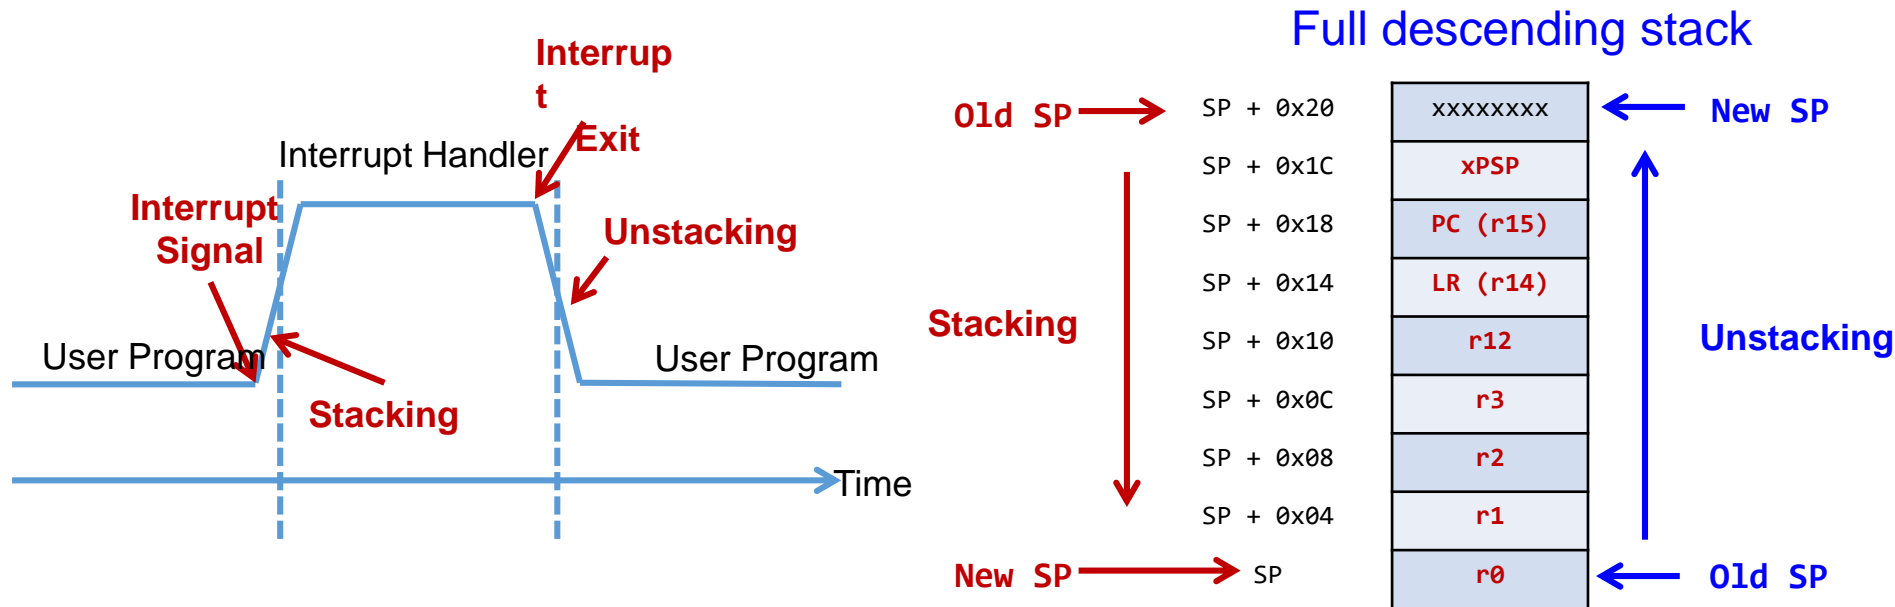 Interrup
t
Exit
Interrupt Handler
Interrupt
Signal
Unstacking
User Program
User Program
Stacking
Time
Full descending stack
Old SP
SP + 0x20
xxxxxxxx
New SP
SP + 0x1C
xPSP
SP + 0x18
PC (r15)
SP + 0x14
LR (r14)
Stacking
SP + 0x10
r12
Unstacking
SP + 0x0C
r3
SP + 0x08
r2
SP + 0x04
r1
New SP
SP
r0
Old SP